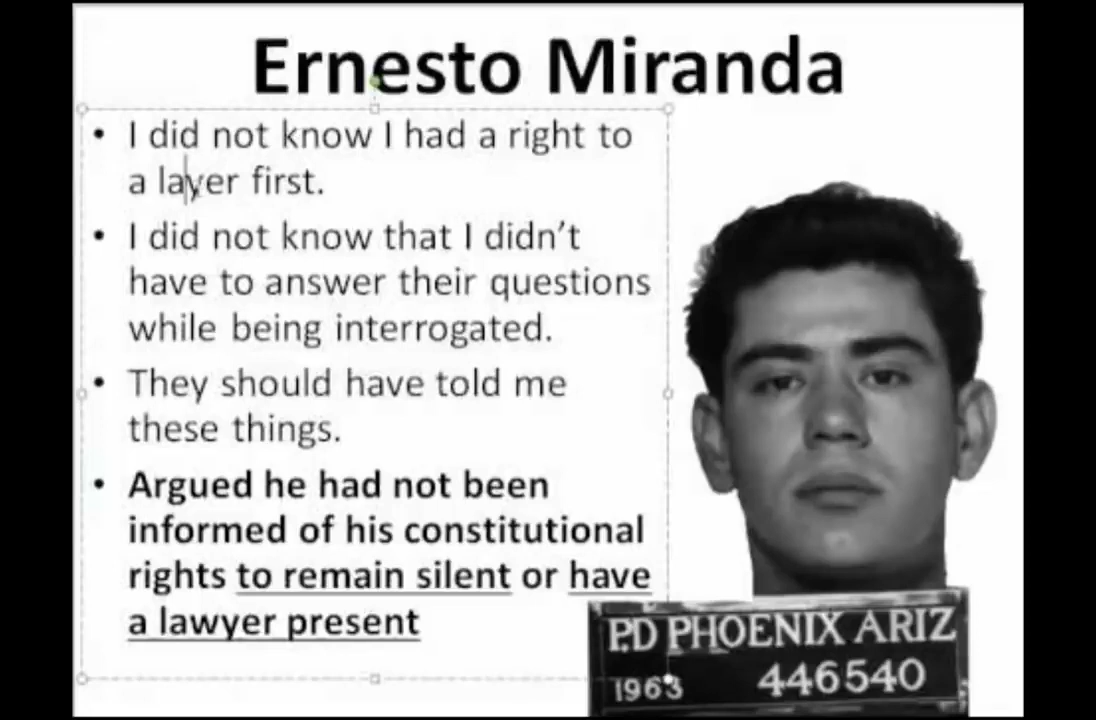 Ernesto Miranda
• I did not know I had a right to
a layer first.
• I did not know that I didn't
have to answer their questions
while being interrogated.
• They should have told me
these things.
• Argued he had not been
informed of his constitutional
rights to remain silent or have
a lawyer present
P.D PHOENIX ARIZ
1963 446540